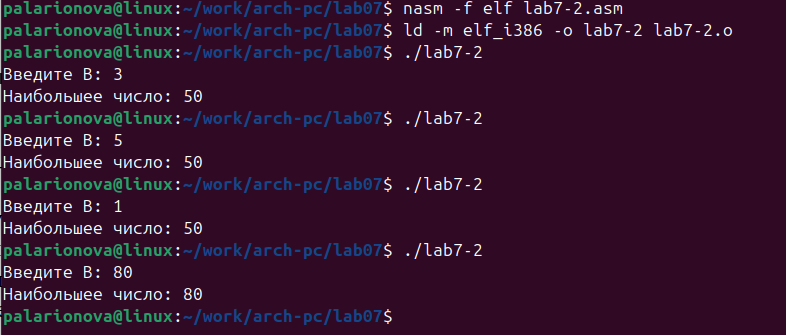 palarionova@linux:~/work/arch-pc/lab07$ nasm -f elf lab7-2.asm
palarionova@linux:~/work/arch-pc/lab07$ ld -m elf_i386 -o lab7-2 lab7-2.o
palarionova@linux:~/work/arch-pc/lab07$ ./lab7-2
Введите B: 3
Наибольшее число: 50
palarionova@linux:~/work/arch-pc/lab07$ ./lab7-2
Введите B: 5
Наибольшее число: 50
palarionova@linux:~/work/arch-pc/lab07$ ./lab7-2
Введите B: 1
Наибольшее число: 50
palarionova@linux:~/work/arch-pc/lab07$ ./lab7-2
Введите B: 80
Наибольшее число: 80
palarionova@linux:~/work/arch-pc/lab07$